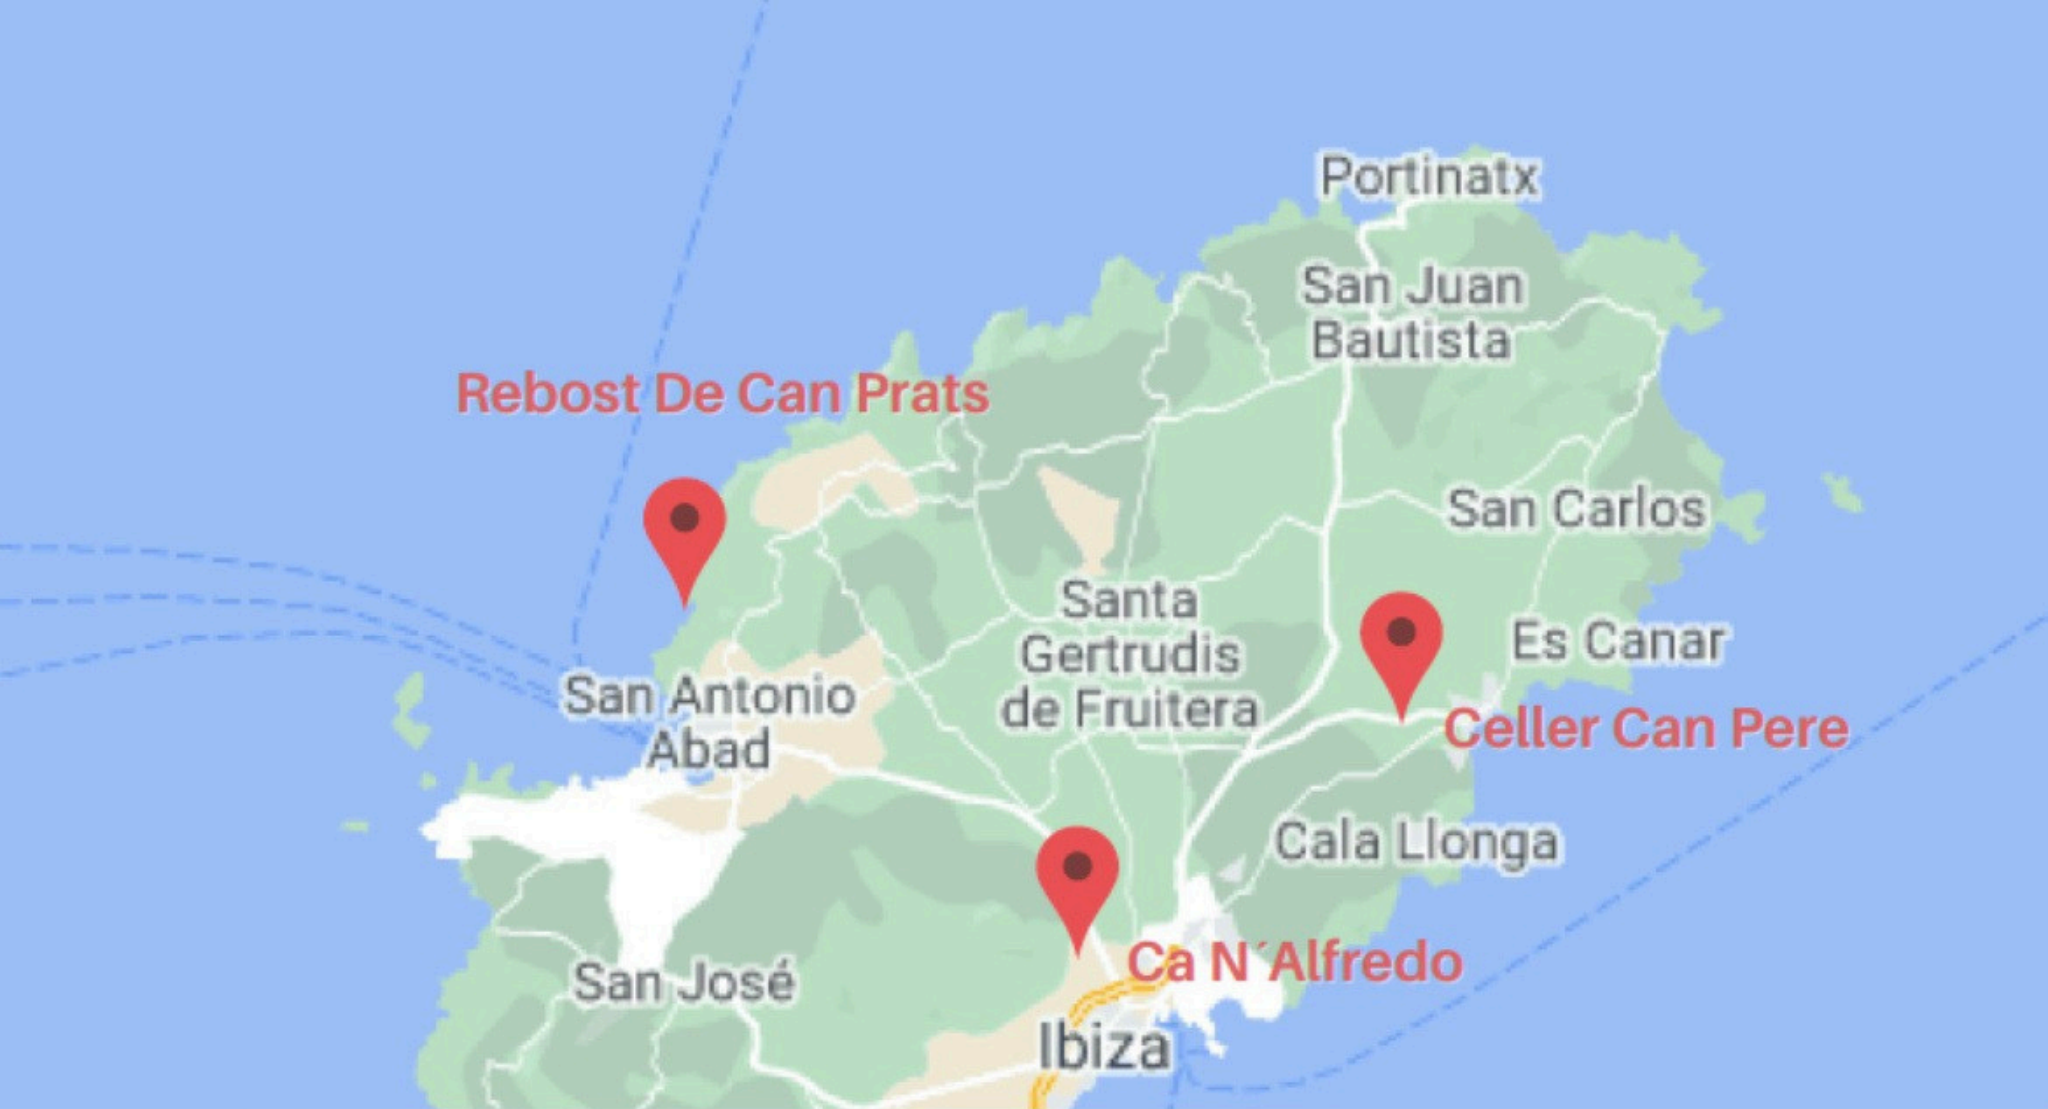 Portinatx
San Juan
Bautista
Rebost De Can Prats
San Carlos
Santa
Gertrudis
de Fruitera
Es Canar
San Antonio
Abad
Celler Can Pere
Cala Llonga
Ca N´Alfredo
San José
Ibiza